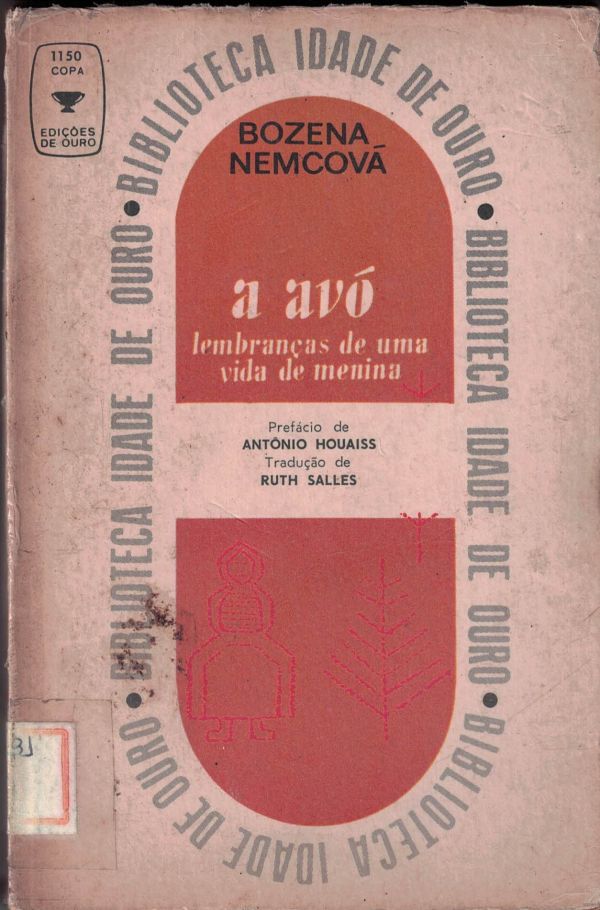 1150
COPA
EDIÇÕES
DE OURO
BIBLIOTECA IDADE DE OURO • BIBLIOTECA IDADE DE OURO • BIBLIOTECA IDADE DE OURO • BIBLIOTECA IDADE DE OURO •
BOZENA
NEMCOVÁ
a avó
lembranças de uma
vida de menina
Prefácio de
ANTÔNIO HOUAISS
Tradução de
RUTH SALLES